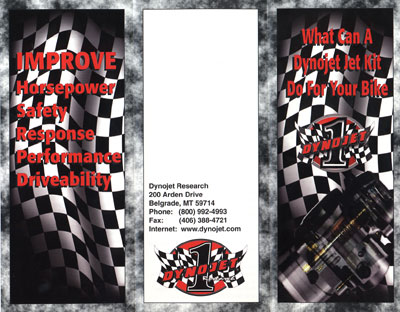 IMPROVE
Horsepower
Safety
Response
Performance
Driveability
Dynojet Research
200 Arden Drive
Belgrade, MT 59714
Phone: (800) 992-4993
Fax: (406) 388-4721
Internet: www.dynojet.com
1
DYNOJET
What Can A
Dynojet Jet Kit
Do For Your Bike
1
DYNOJET